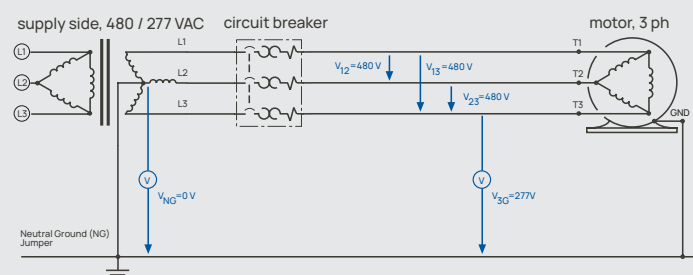 supply side, 480 / 277 VAC
circuit breaker
motor, 3 ph
L1
L1
T1
V12=480 V
V13=480 V
L2
L2
T2
V23=480 V
L3
L3
T3
GND
V
VNG=0 V
V
V3G=277V
Neutral Ground (NG)
Jumper